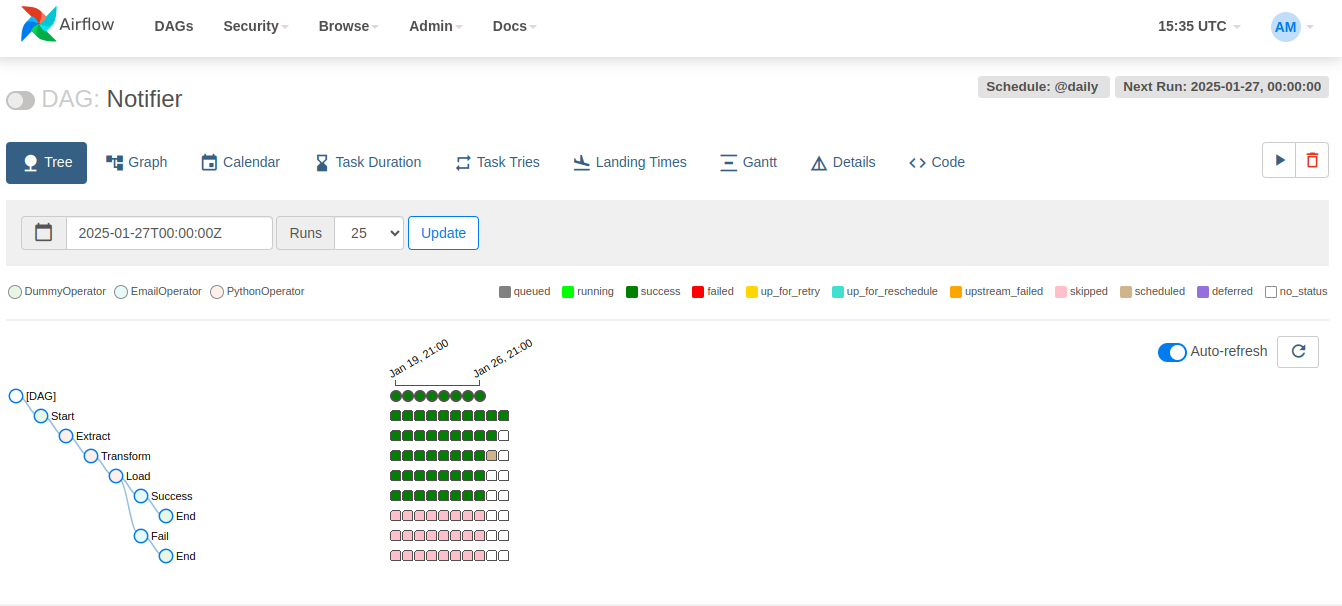 Airflow DAGs Security Browse Admin Docs 15:35 UTC AM
DAG: Notifier Schedule: @daily Next Run: 2025-01-27, 00:00:00
Tree Graph Calendar Task Duration Task Tries Landing Times Gantt Details Code
2025-01-27T00:00:00Z Runs 25 Update
DummyOperator EmailOperator PythonOperator queued running success failed up_for_retry up_for_reschedule upstream_failed skipped scheduled deferred no_status
Jan 19, 21:00 Jan 26, 21:00 Auto-refresh
[DAG]
Start
Extract
Transform
Load
Success
End
Fail
End